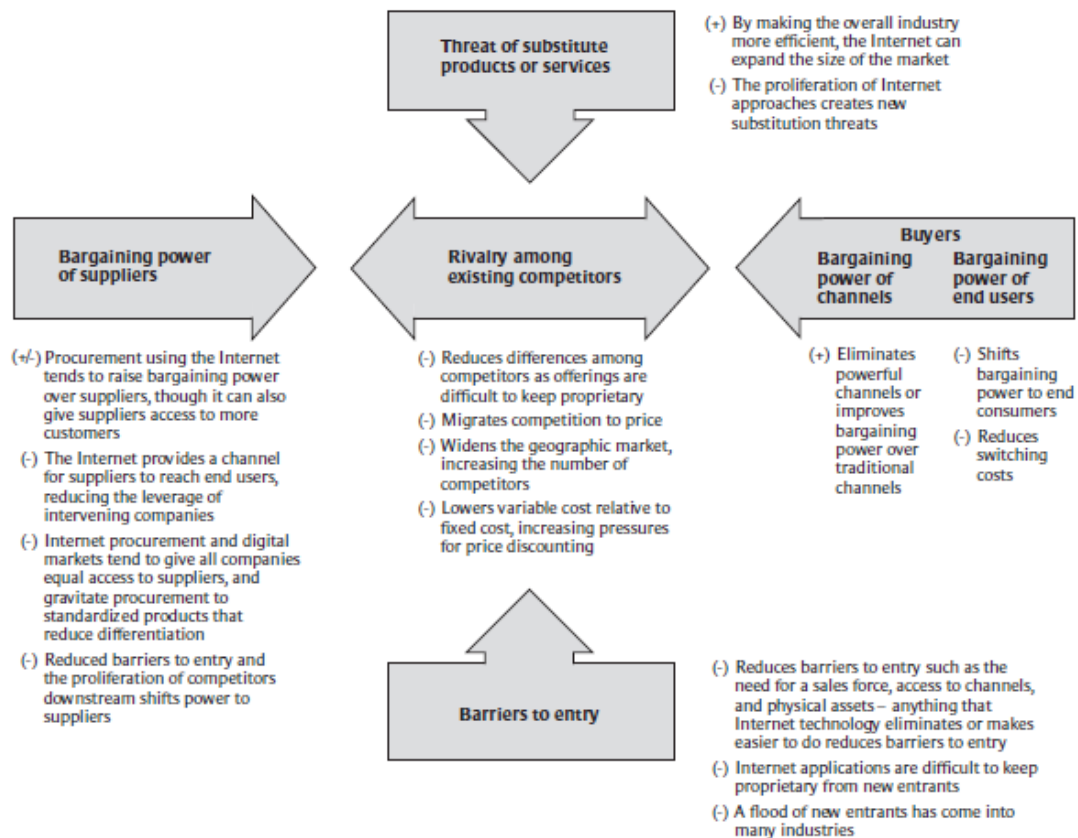 Threat of substitute
products or services
(+) By making the overall industry
more efficient, the Internet can
expand the size of the market
(-) The proliferation of Internet
approaches creates new
substitution threats
Bargaining power
of suppliers
Rivalry among
existing competitors
Buyers
Bargaining
power of
channels
Bargaining
power of
end users
(+/-) Procurement using the Internet
tends to raise bargaining power
over suppliers, though it can also
give suppliers access to more
customers
(-) The Internet provides a channel
for suppliers to reach end users,
reducing the leverage of
intervening companies
(-) Internet procurement and digital
markets tend to give all companies
equal access to suppliers, and
gravitate procurement to
standardized products that
reduce differentiation
(-) Reduced barriers to entry and
the proliferation of competitors
downstream shifts power to
suppliers
(-) Reduces differences among
competitors as offerings are
difficult to keep proprietary
(-) Migrates competition to price
(-) Widens the geographic market,
increasing the number of
competitors
(-) Lowers variable cost relative to
fixed cost, increasing pressures
for price discounting
(+) Eliminates
powerful
channels or
improves
bargaining
power over
traditional
channels
(-) Shifts
bargaining
power to end
consumers
(-) Reduces
switching
costs
Barriers to entry
(-) Reduces barriers to entry such as the
need for a sales force, access to channels,
and physical assets – anything that
Internet technology eliminates or makes
easier to do reduces barriers to entry
(-) Internet applications are difficult to keep
proprietary from new entrants
(-) A flood of new entrants has come into
many industries